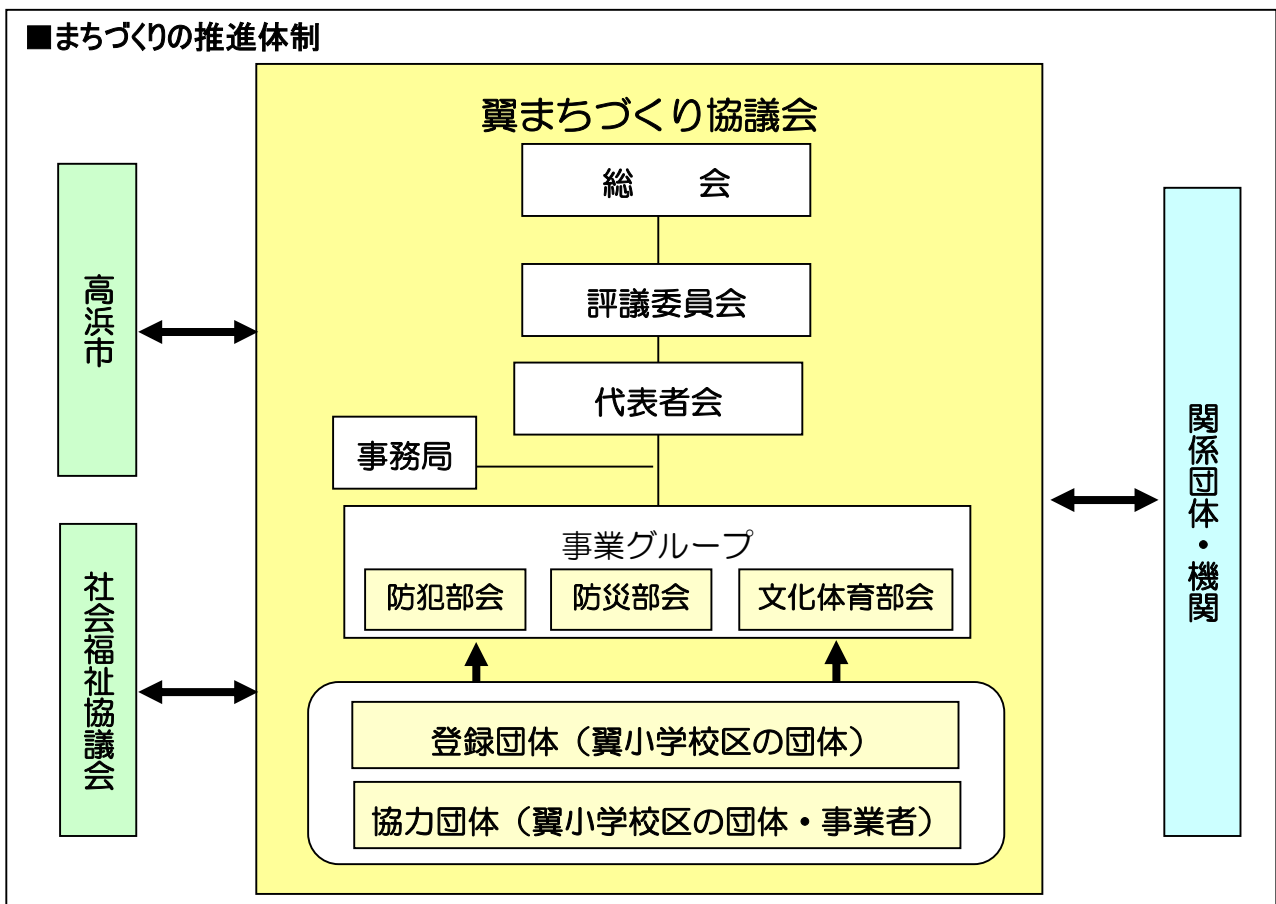 ■まちづくりの推進体制
翼まちづくり協議会
総　　会
評議委員会
代表者会
事務局
事業グループ
防犯部会
防災部会
文化体育部会
登録団体（翼小学校区の団体）
協力団体（翼小学校区の団体・事業者）
高浜市
社会福祉協議会
関係団体・機関